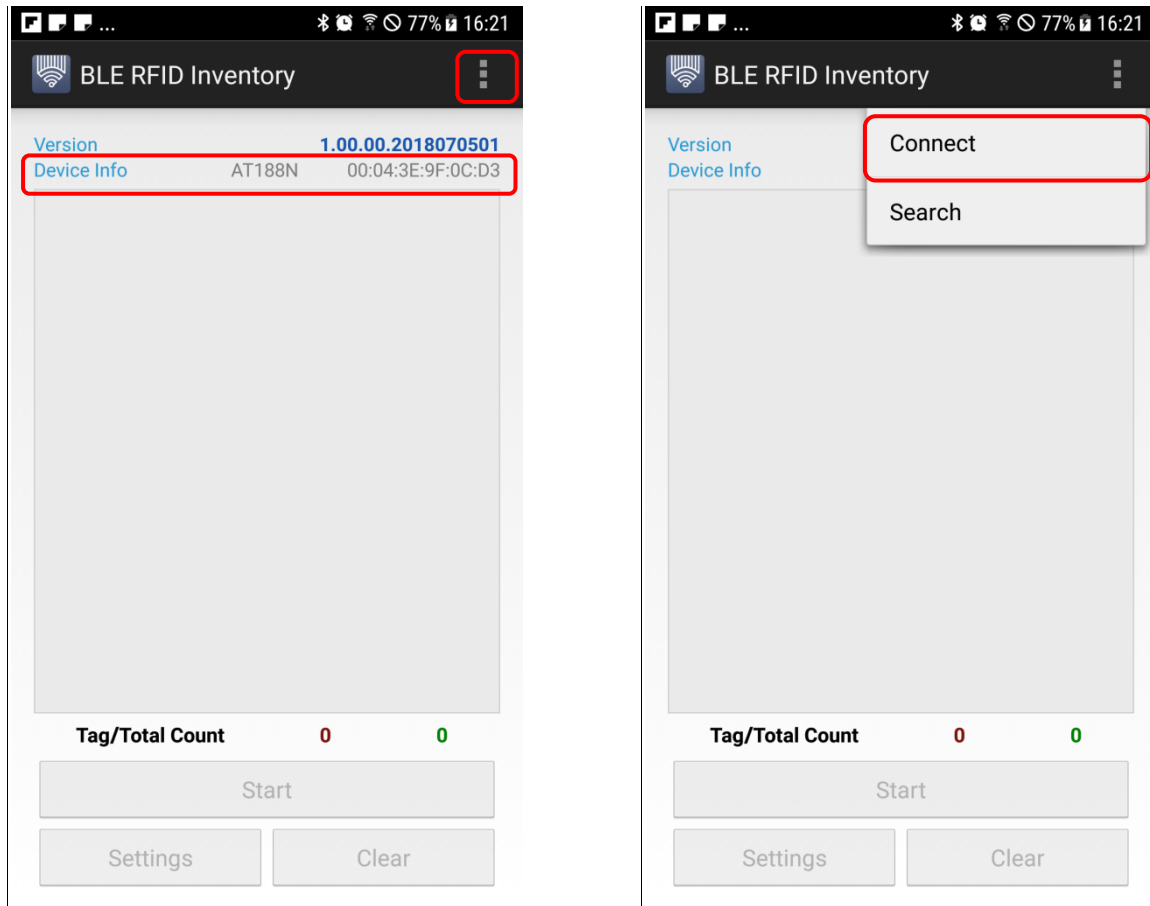 ... 77% 16:21
BLE RFID Inventory
Version 1.00.00.2018070501
Device Info AT188N 00:04:3E:9F:0C:D3
Tag/Total Count 0 0
Start
Settings Clear
... 77% 16:21
BLE RFID Inventory
Version
Device Info
Connect
Search
Tag/Total Count 0 0
Start
Settings Clear